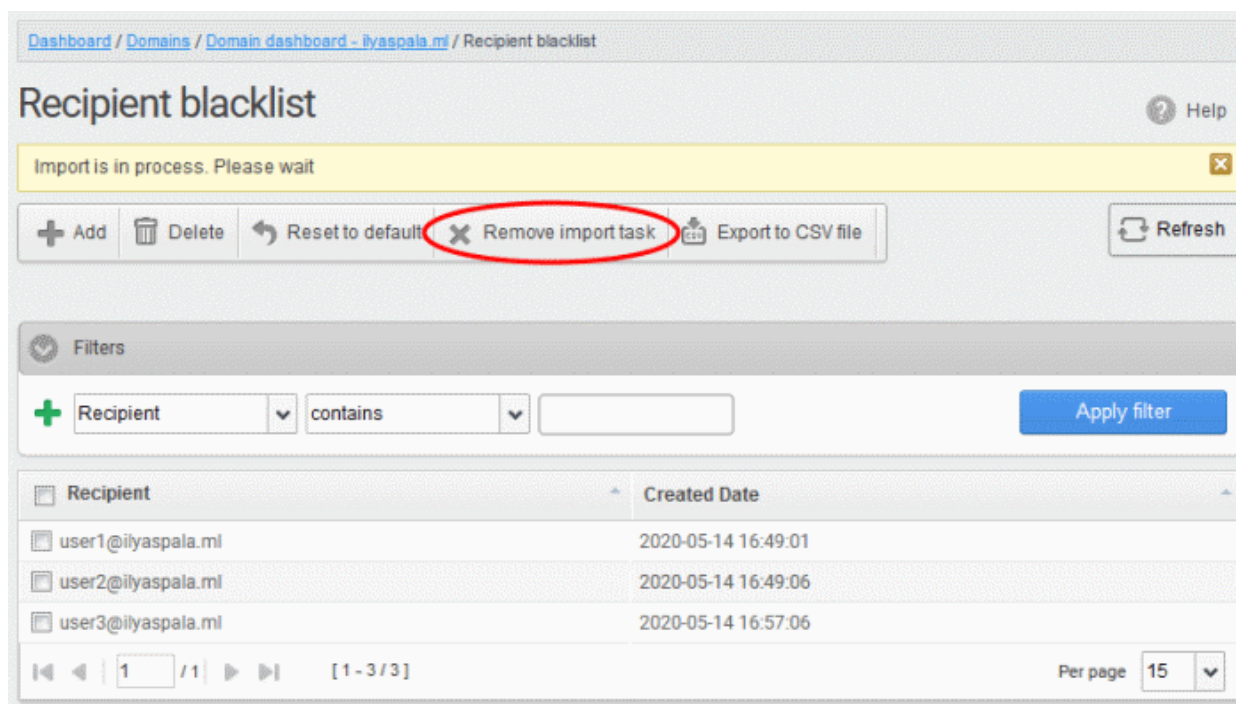 Dashboard / Domains / Domain dashboard - ilyaspala.ml / Recipient blacklist
Recipient blacklist
Help
Import is in process. Please wait
Add Delete Reset to default Remove import task Export to CSV file Refresh
Filters
Recipient contains Apply filter
Recipient Created Date
user1@ilyaspala.ml 2020-05-14 16:49:01
user2@ilyaspala.ml 2020-05-14 16:49:06
user3@ilyaspala.ml 2020-05-14 16:57:06
1 / 1 [ 1 - 3 / 3 ] Per page 15